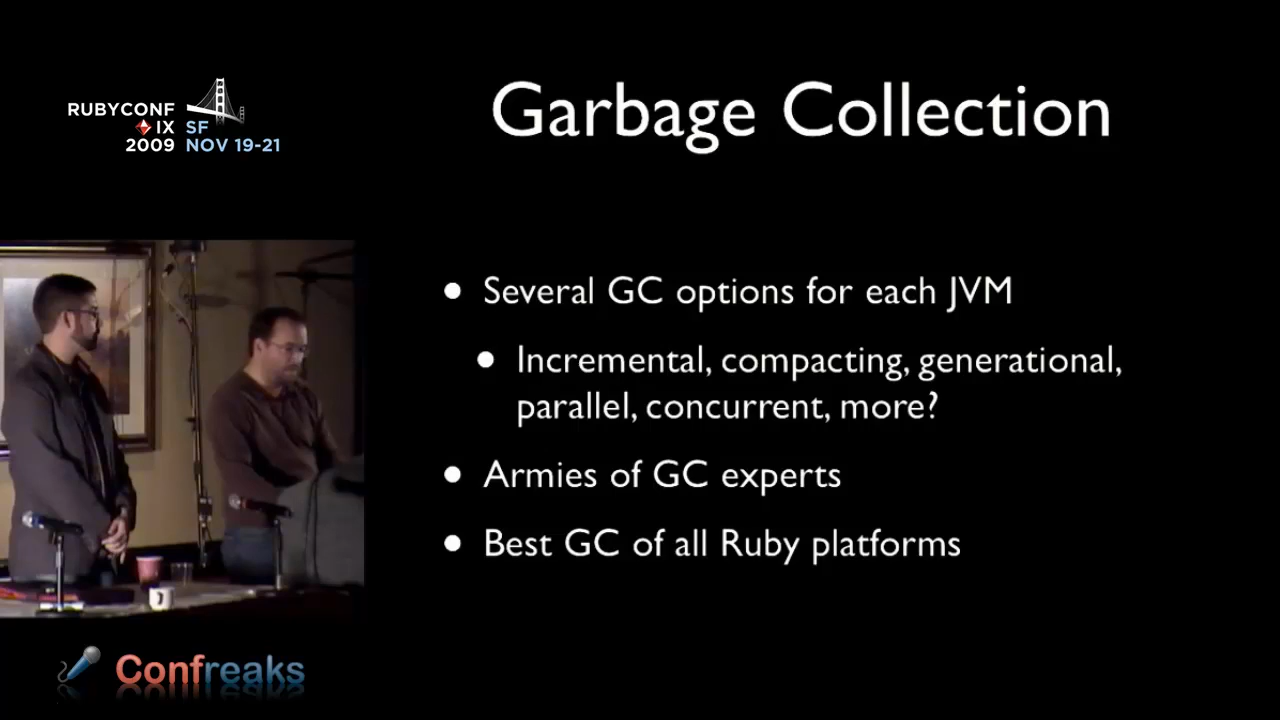 RUBYCONF
IX SF
2009 NOV 19-21
Garbage Collection
Several GC options for each JVM
Incremental, compacting, generational,
parallel, concurrent, more?
Armies of GC experts
Best GC of all Ruby platforms
Confreaks